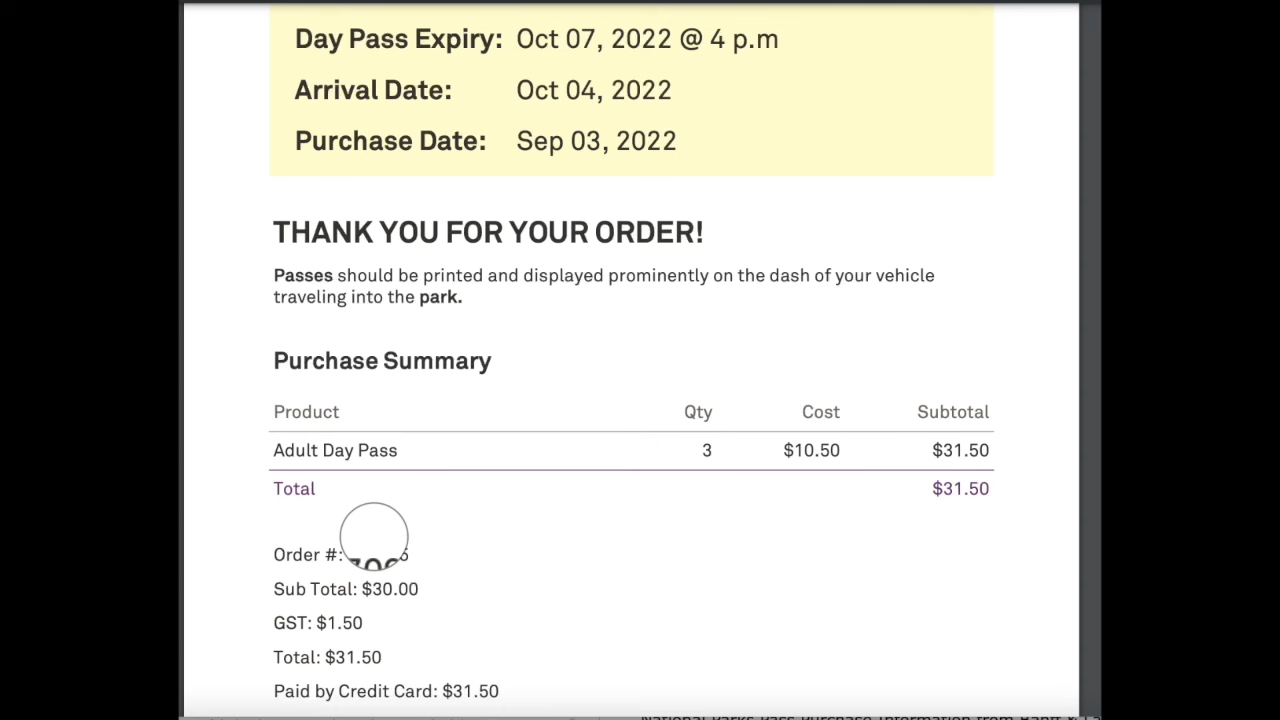 Day Pass Expiry: Oct 07, 2022 @ 4 p.m
Arrival Date: Oct 04, 2022
Purchase Date: Sep 03, 2022
THANK YOU FOR YOUR ORDER!
Passes should be printed and displayed prominently on the dash of your vehicle
traveling into the park.
Purchase Summary
Product Qty Cost Subtotal
Adult Day Pass 3 $10.50 $31.50
Total $31.50
Order #:
Sub Total: $30.00
GST: $1.50
Total: $31.50
Paid by Credit Card: $31.50